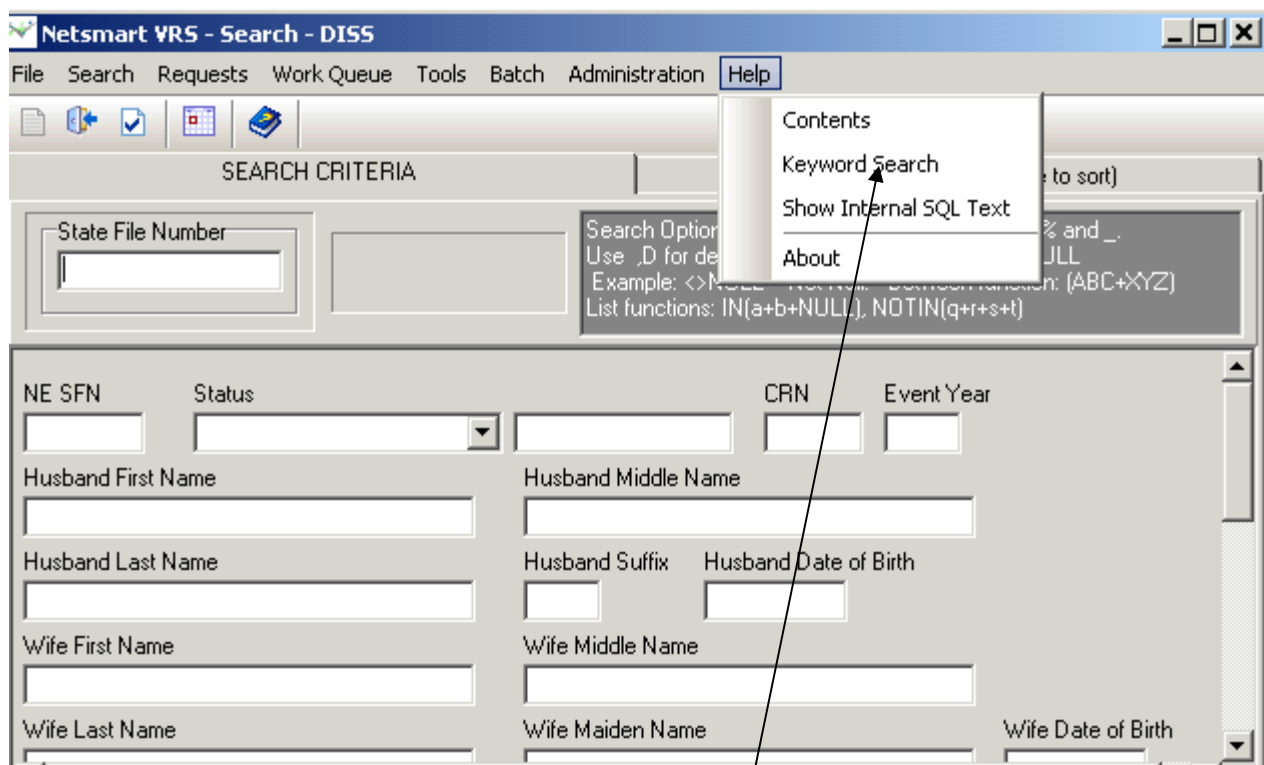 Netsmart VRS - Search - DISS
File Search Requests Work Queue Tools Batch Administration Help
Contents
Keyword Search
Show Internal SQL Text
About
SEARCH CRITERIA
to sort)
State File Number
Search Option % and _.
Use ,D for de ULL
Example: <>N : (ABC+XYZ)
List functions: IN(a+b+NULL), NOTIN(q+r+s+t)
NE SFN Status CRN Event Year
Husband First Name Husband Middle Name
Husband Last Name Husband Suffix Husband Date of Birth
Wife First Name Wife Middle Name
Wife Last Name Wife Maiden Name Wife Date of Birth